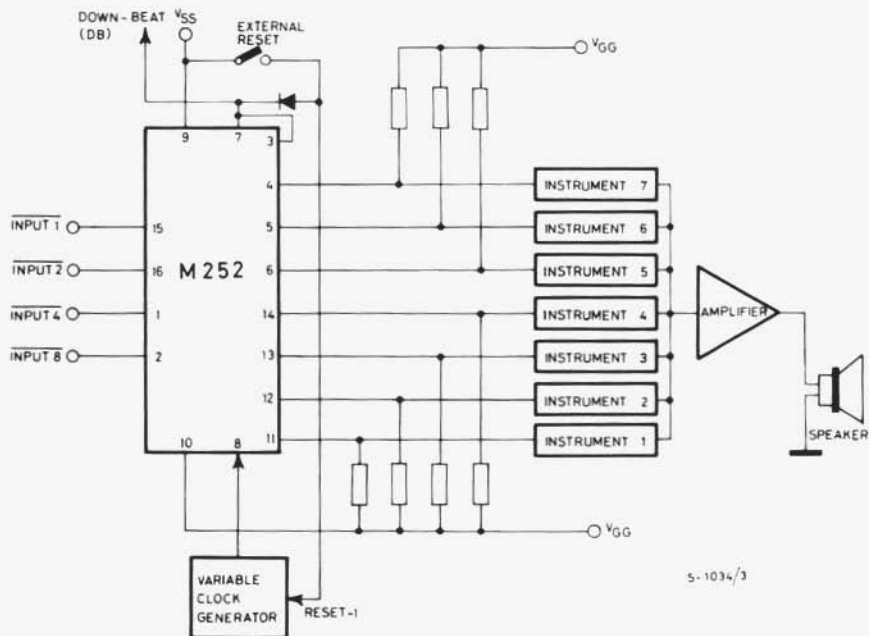 DOWN-BEAT
(DB)
VSS
EXTERNAL
RESET
VGG
9
7
3
4
INSTRUMENT 7
INPUT 1
15
5
INSTRUMENT 6
INPUT 2
16
M252
6
INSTRUMENT 5
INPUT 4
1
14
INSTRUMENT 4
AMPLIFIER
INPUT 8
2
13
INSTRUMENT 3
12
INSTRUMENT 2
10
8
11
INSTRUMENT 1
SPEAKER
VGG
VARIABLE
CLOCK
GENERATOR
RESET-1
S-1034/3